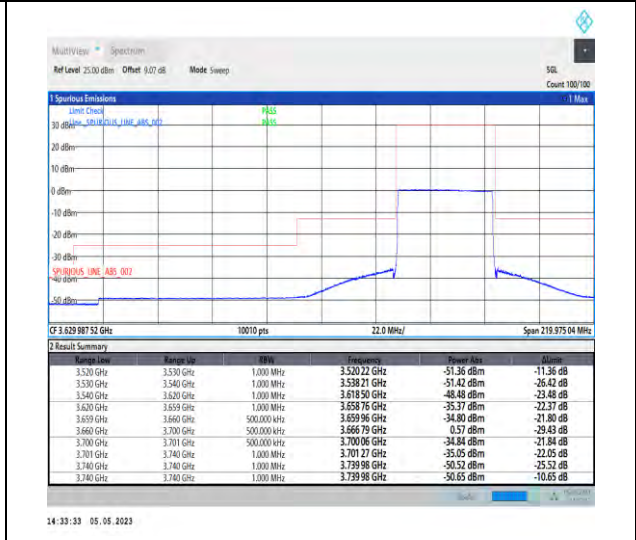 MultiView Spectrum
Ref Level 25.00 dBm Offset 9.07 dB Mode Sweep SGL
Count 100/100
1 Spurious Emissions 1 Max
Limit Check PASS
Line _SPURIOUS_LINE_ABS_002 PASS
30 dBm
20 dBm
10 dBm
0 dBm
-10 dBm
-20 dBm
-30 dBm
SPURIOUS_LINE_ABS_002
-40 dBm
-50 dBm
CF 3.629 987 52 GHz 10010 pts 22.0 MHz/ Span 219.975 04 MHz
2 Result Summary
Range Low Range Up RBW Frequency Power Abs ΔLimit
3.520 GHz 3.530 GHz 1.000 MHz 3.520 22 GHz -51.36 dBm -11.36 dB
3.530 GHz 3.540 GHz 1.000 MHz 3.538 21 GHz -51.42 dBm -26.42 dB
3.540 GHz 3.620 GHz 1.000 MHz 3.618 50 GHz -48.48 dBm -23.48 dB
3.620 GHz 3.659 GHz 1.000 MHz 3.658 76 GHz -35.37 dBm -22.37 dB
3.659 GHz 3.660 GHz 500.000 kHz 3.659 96 GHz -34.80 dBm -21.80 dB
3.660 GHz 3.700 GHz 500.000 kHz 3.666 79 GHz 0.57 dBm -29.43 dB
3.700 GHz 3.701 GHz 500.000 kHz 3.700 06 GHz -34.84 dBm -21.84 dB
3.701 GHz 3.740 GHz 1.000 MHz 3.701 27 GHz -35.05 dBm -22.05 dB
3.740 GHz 3.740 GHz 1.000 MHz 3.739 98 GHz -50.52 dBm -25.52 dB
3.740 GHz 3.740 GHz 1.000 MHz 3.739 98 GHz -50.65 dBm -10.65 dB
14:33:33 05.05.2023